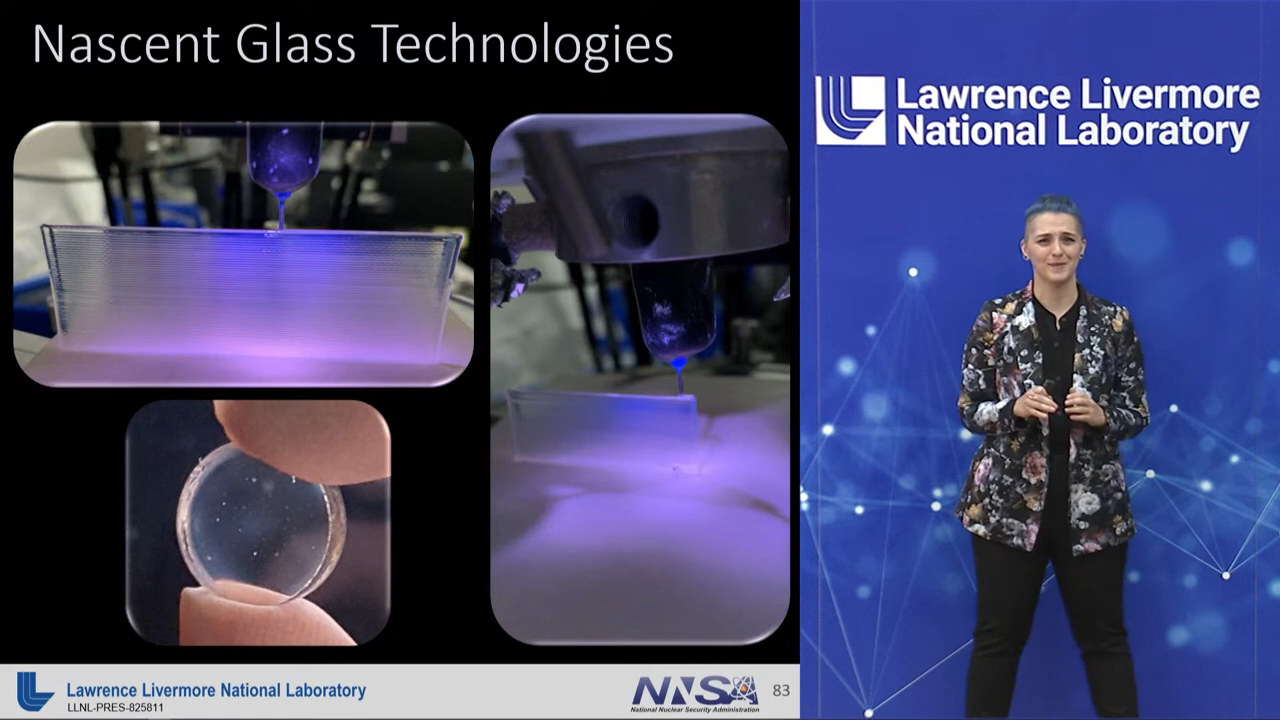 Nascent Glass Technologies
Lawrence Livermore
National Laboratory
Lawrence Livermore National Laboratory
LLNL-PRES-825811
NNSA
National Nuclear Security Administration
83